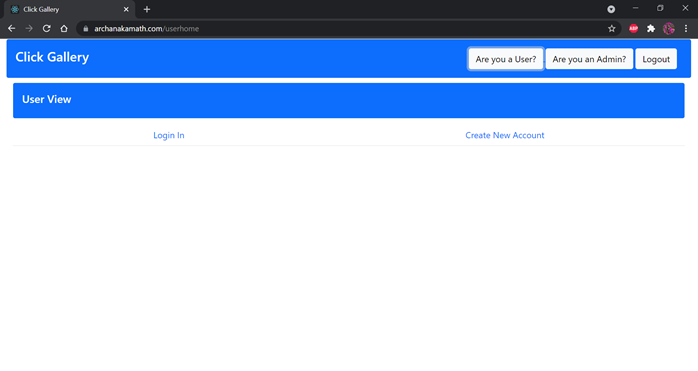 Click Gallery
archanakamath.com/userhome
ABP
Click Gallery Are you a User? Are you an Admin? Logout
User View
Login In Create New Account